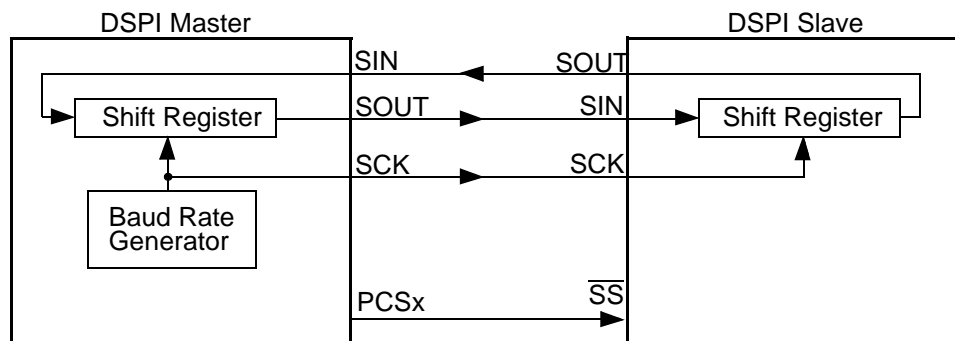 DSPI Master
DSPI Slave
SIN
SOUT
Shift Register
SOUT
SIN
Shift Register
SCK
SCK
Baud Rate
Generator
PCSx
SS